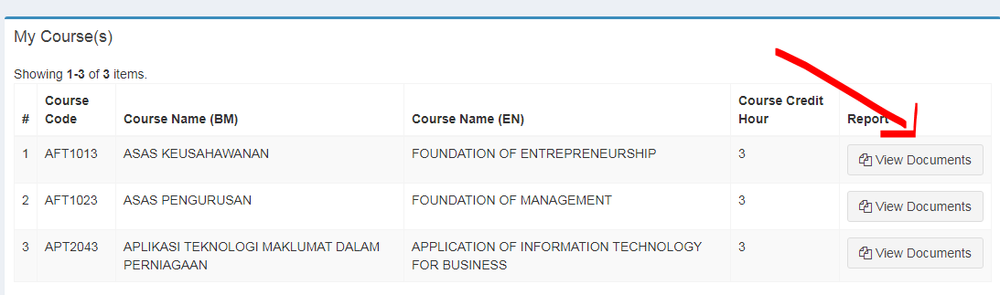 My Course(s)
Showing 1-3 of 3 items.
# Course Code Course Name (BM) Course Name (EN) Course Credit Hour Report
1 AFT1013 ASAS KEUSAHAWANAN FOUNDATION OF ENTREPRENEURSHIP 3 View Documents
2 AFT1023 ASAS PENGURUSAN FOUNDATION OF MANAGEMENT 3 View Documents
3 APT2043 APLIKASI TEKNOLOGI MAKLUMAT DALAM PERNIAGAAN APPLICATION OF INFORMATION TECHNOLOGY FOR BUSINESS 3 View Documents